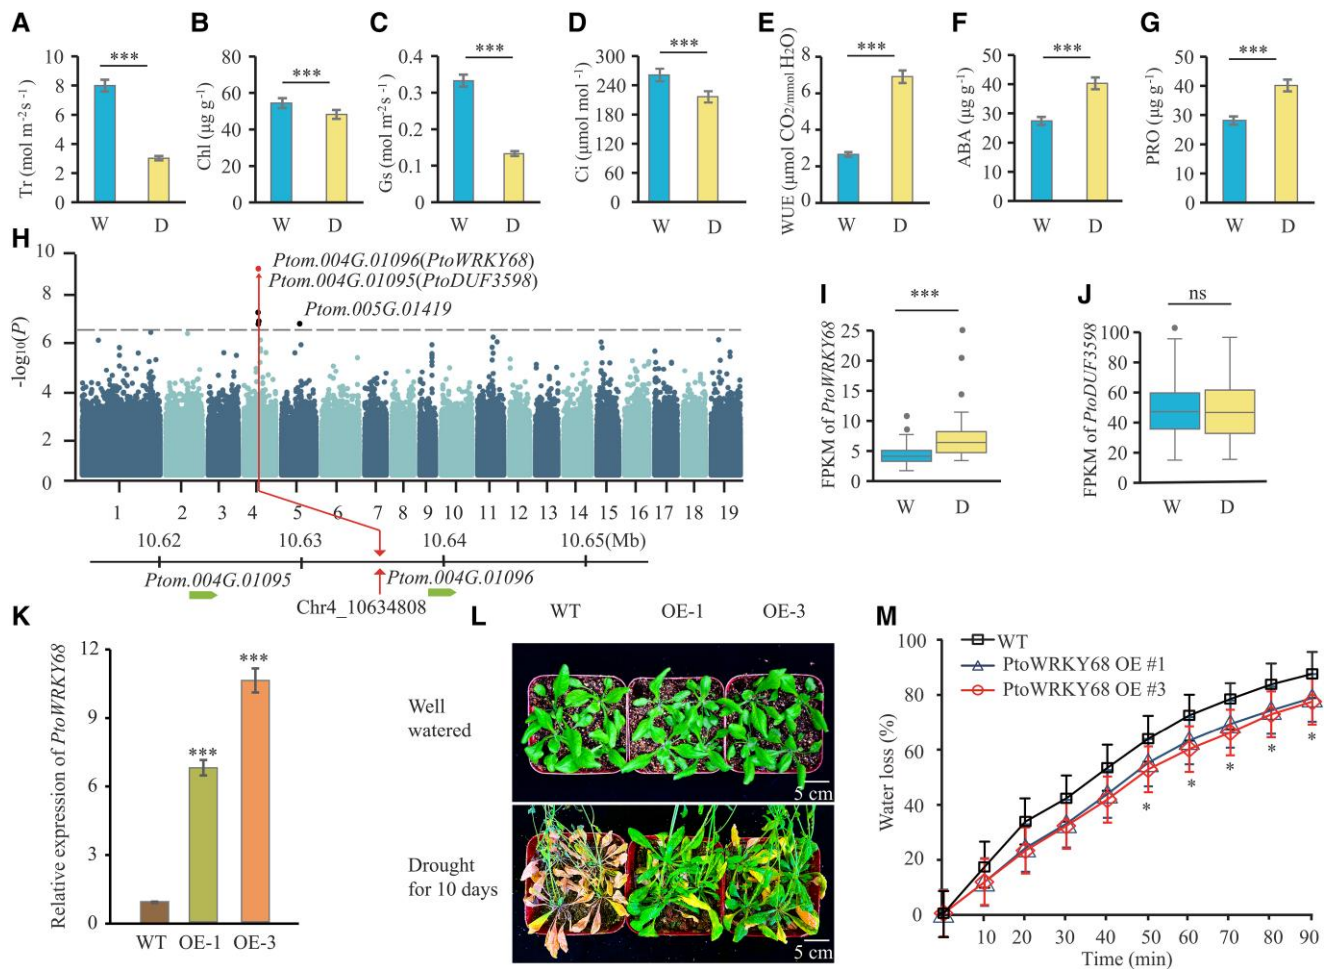 A
Tr (mol m-2s-1)
10
8
6
4
2
0
***
W D
B
Chl (μg g-1)
80
60
40
20
0
***
W D
C
Gs (mol m-2s-1)
0.4
0.3
0.2
0.1
0
***
W D
D
Ci (μmol mol-1)
300
240
180
120
60
0
***
W D
E
WUE (μmol CO2/mmol H2O)
8
6
4
2
0
***
W D
F
ABA (μg g-1)
50
40
30
20
10
0
***
W D
G
PRO (μg g-1)
50
40
30
20
10
0
***
W D
H
-log10(P)
10
8
6
4
2
0
Ptom.004G.01096(PtoWRKY68)
Ptom.004G.01095(PtoDUF3598)
Ptom.005G.01419
1 2 3 4 5 6 7 8 9 10 11 12 13 14 15 16 17 18 19
10.62 10.63 10.64 10.65(Mb)
Ptom.004G.01095 Ptom.004G.01096
Chr4_10634808
I
FPKM of PtoWRKY68
25
20
15
10
5
0
***
W D
J
FPKM of PtoDUF3598
100
80
60
40
20
0
ns
W D
K
Relative expression of PtoWRKY68
12
9
6
3
0
***
***
WT OE-1 OE-3
L
WT OE-1 OE-3
Well
watered
5 cm
Drought
for 10 days
5 cm
M
Water loss (%)
100
80
60
40
20
0
WT
PtoWRKY68 OE #1
PtoWRKY68 OE #3
* * * * *
10 20 30 40 50 60 70 80 90
Time (min)